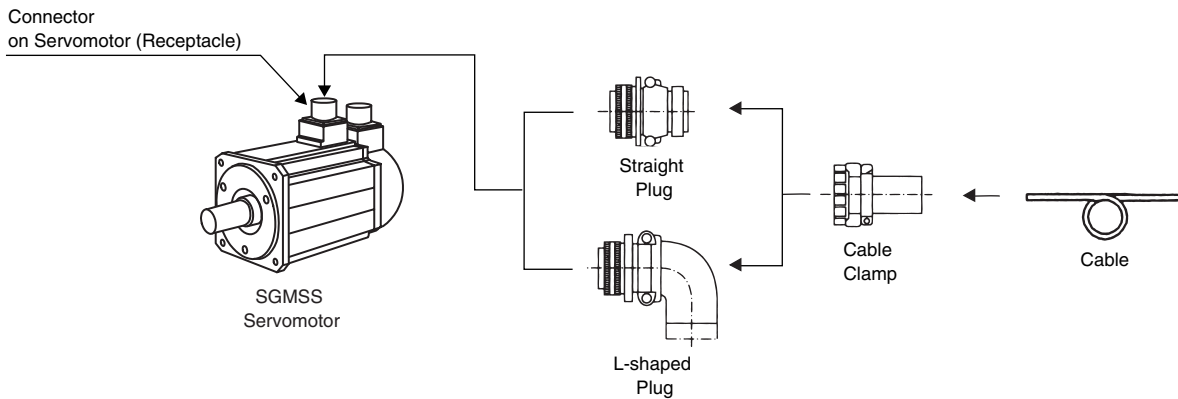 Connector
on Servomotor (Receptacle)
SGMSS
Servomotor
Straight
Plug
L-shaped
Plug
Cable
Clamp
Cable